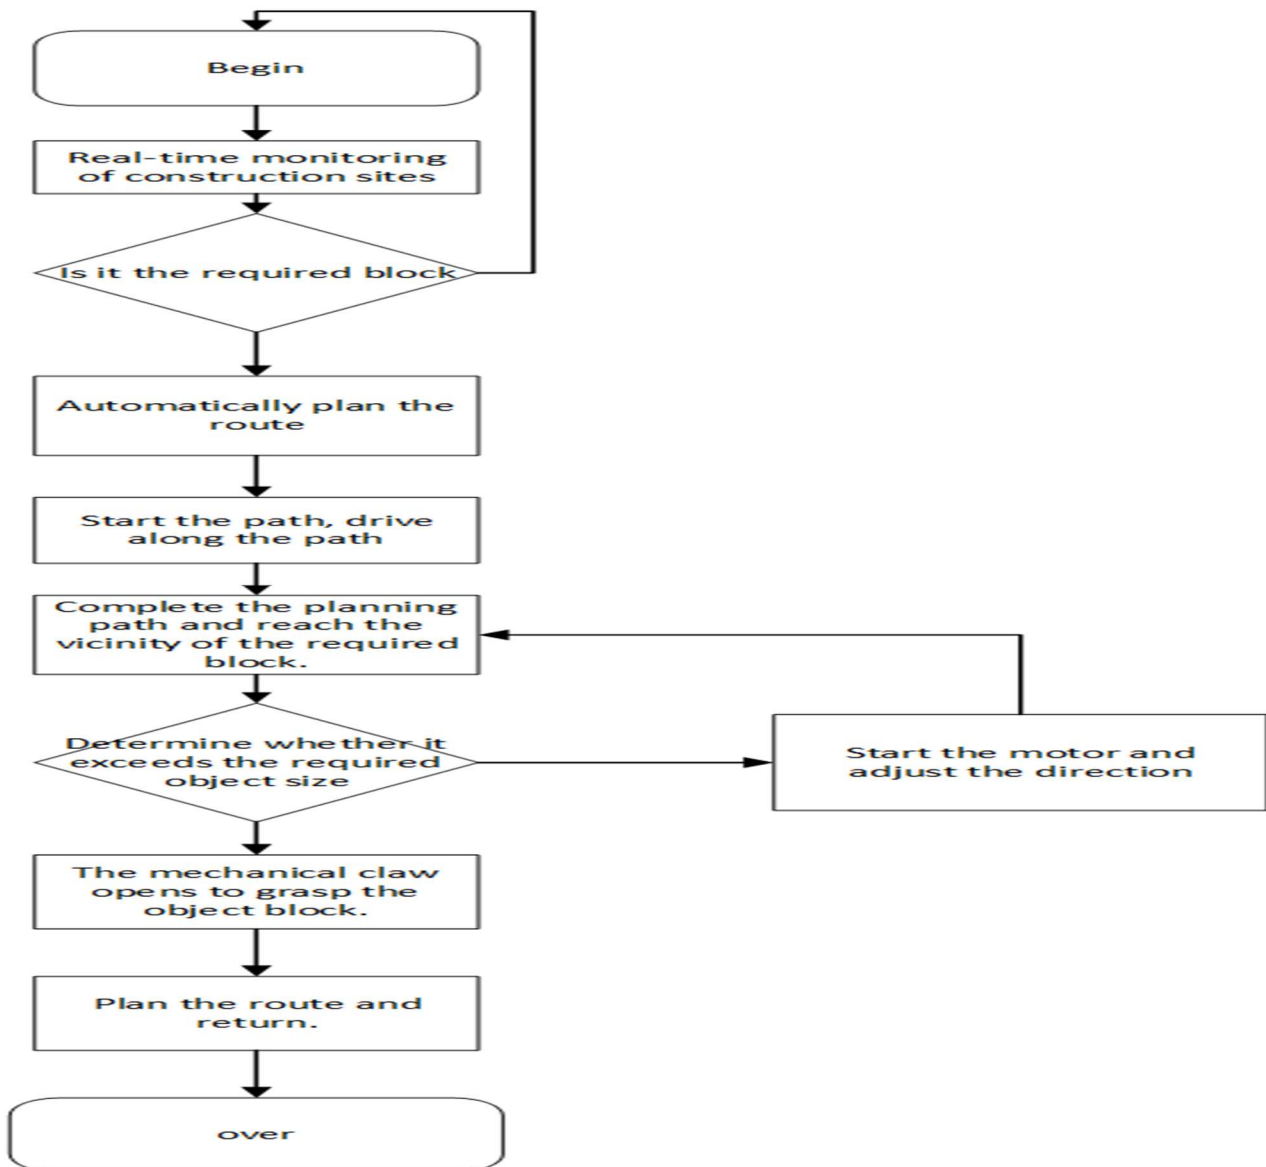 Begin
Real-time monitoring
of construction sites
Is it the required block
Automatically plan the
route
Start the path, drive
along the path
Complete the planning
path and reach the
vicinity of the required
block.
Determine whether it
exceeds the required
object size
Start the motor and
adjust the direction
The mechanical claw
opens to grasp the
object block.
Plan the route and
return.
over